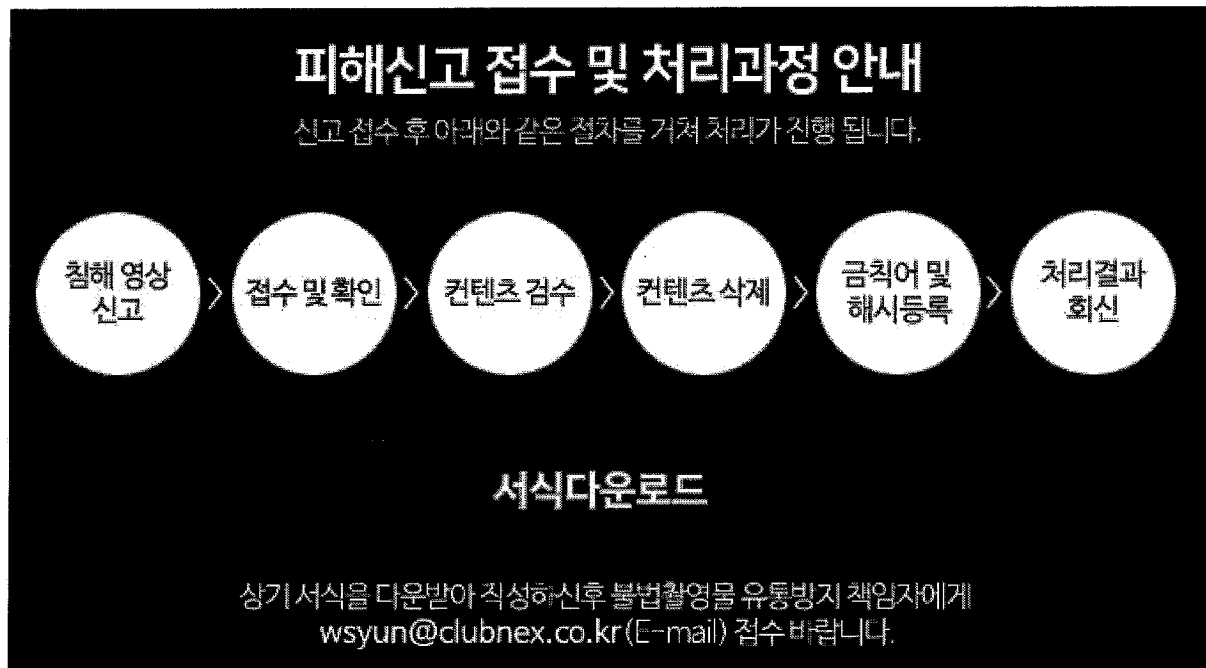 피해신고 접수 및 처리과정 안내
신고 접수 후 아래와 같은 절차를 거쳐 처리가 진행 됩니다.
침해 영상
신고
>
접수 및 확인
>
컨텐츠 검수
>
컨텐츠 삭제
>
금칙어 및
해시등록
>
처리결과
회신
서식다운로드
상기 서식을 다운받아 작성하신후 불법촬영물 유통방지 책임자에게
wsyun@clubnex.co.kr(E-mail) 접수 바랍니다.